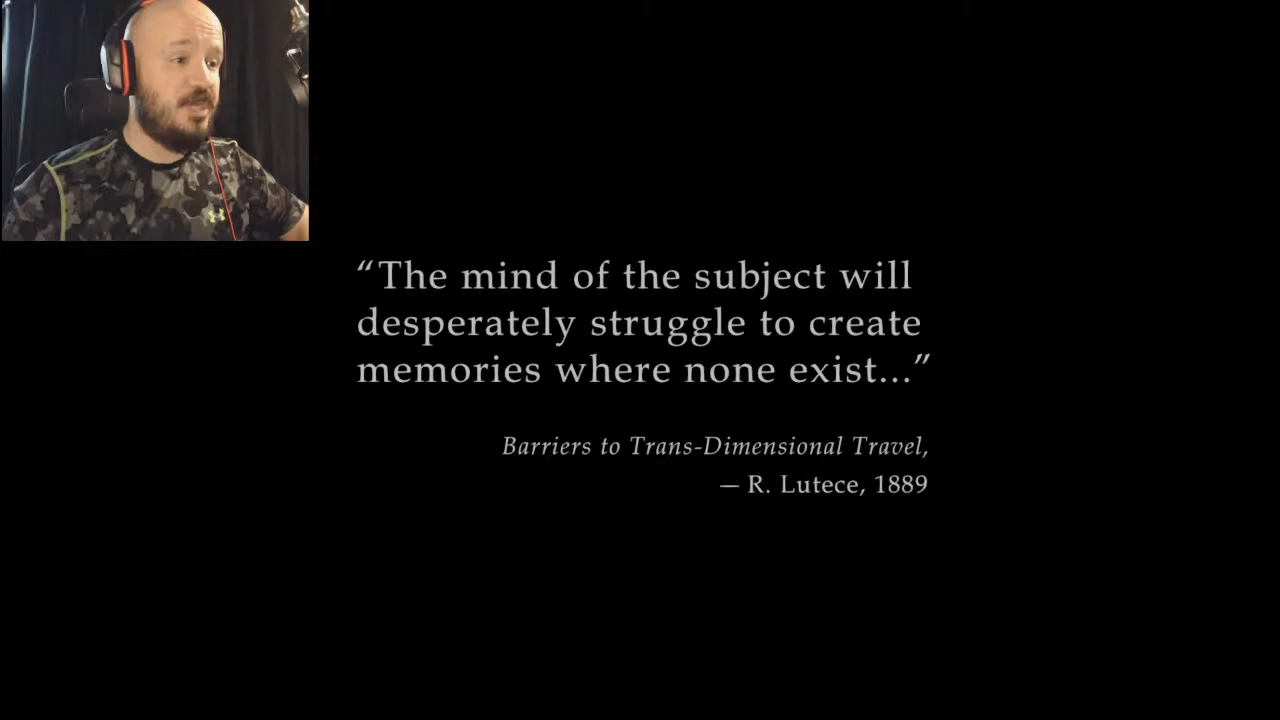 “The mind of the subject will
desperately struggle to create
memories where none exist...”
Barriers to Trans-Dimensional Travel,
— R. Lutece, 1889